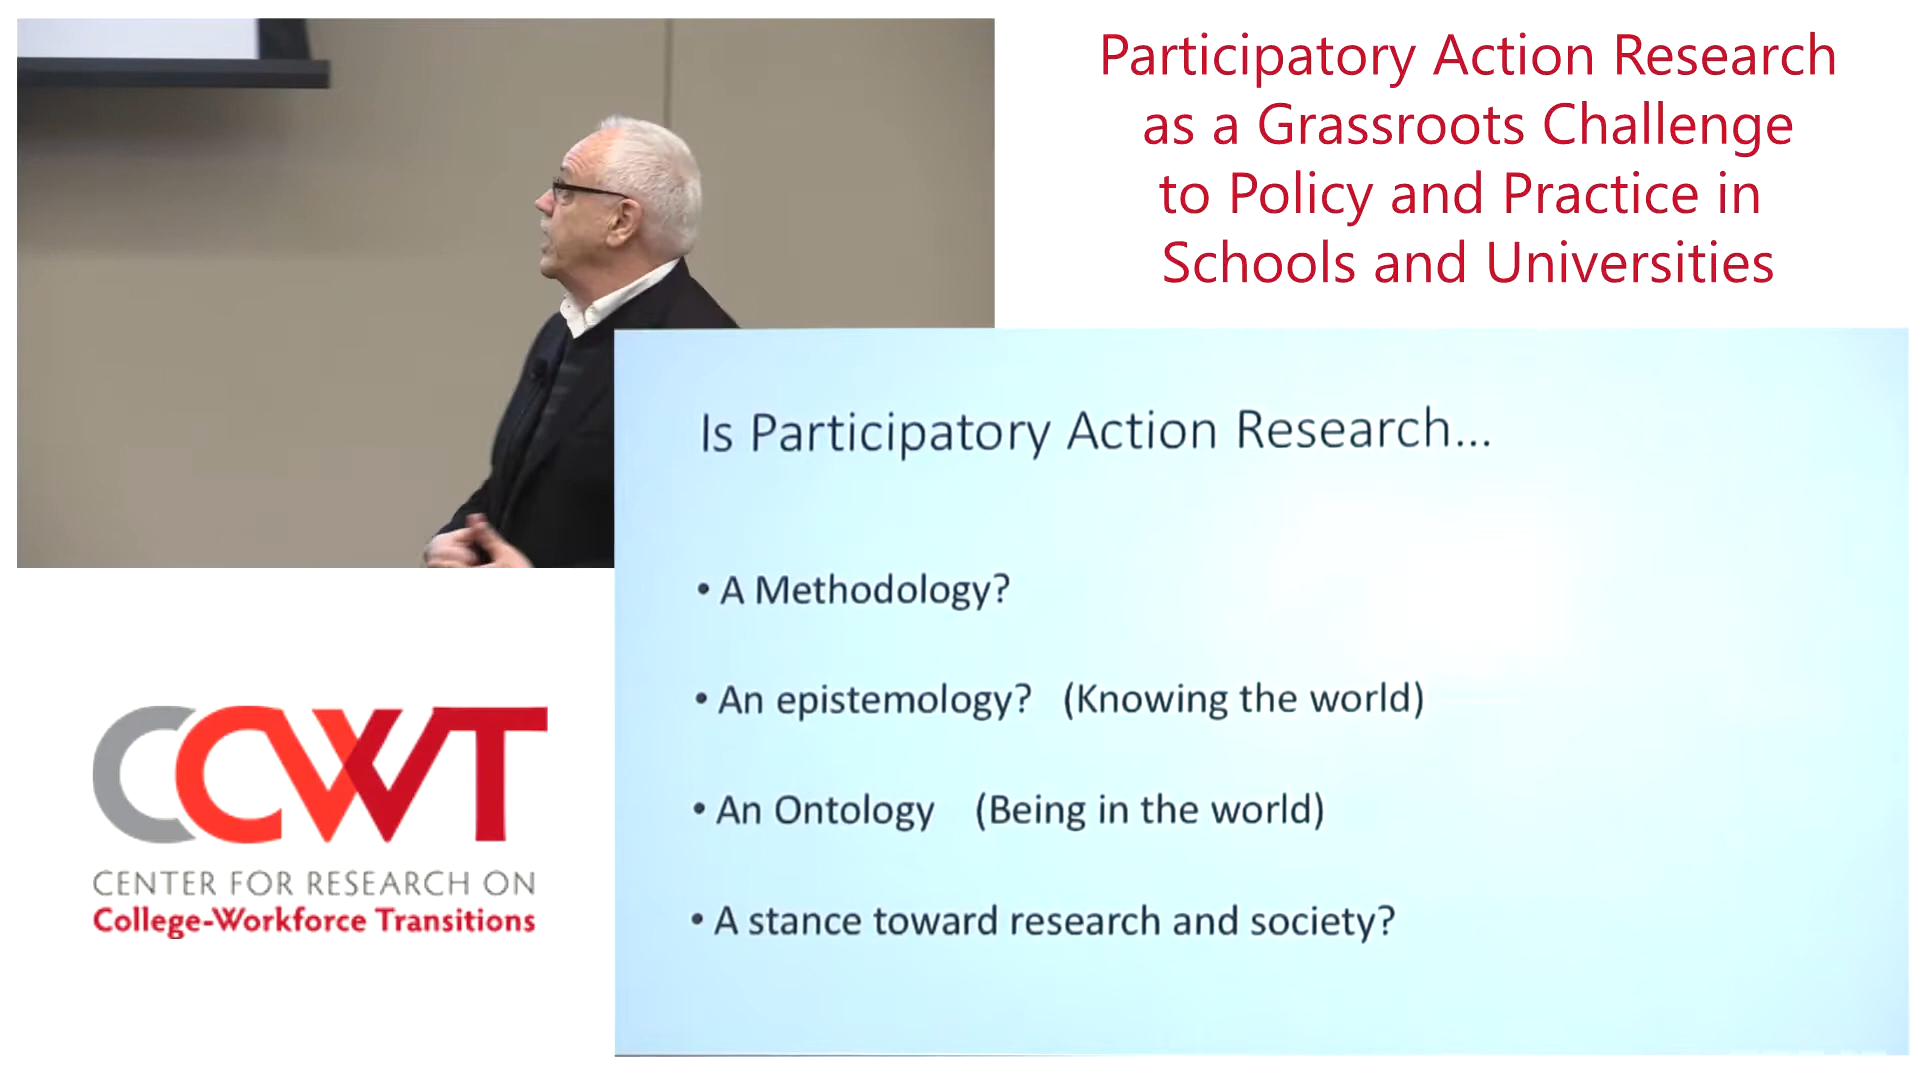 Participatory Action Research
as a Grassroots Challenge
to Policy and Practice in
Schools and Universities
Is Participatory Action Research...
• A Methodology?
• An epistemology? (Knowing the world)
• An Ontology (Being in the world)
• A stance toward research and society?
CCWT
CENTER FOR RESEARCH ON
College-Workforce Transitions